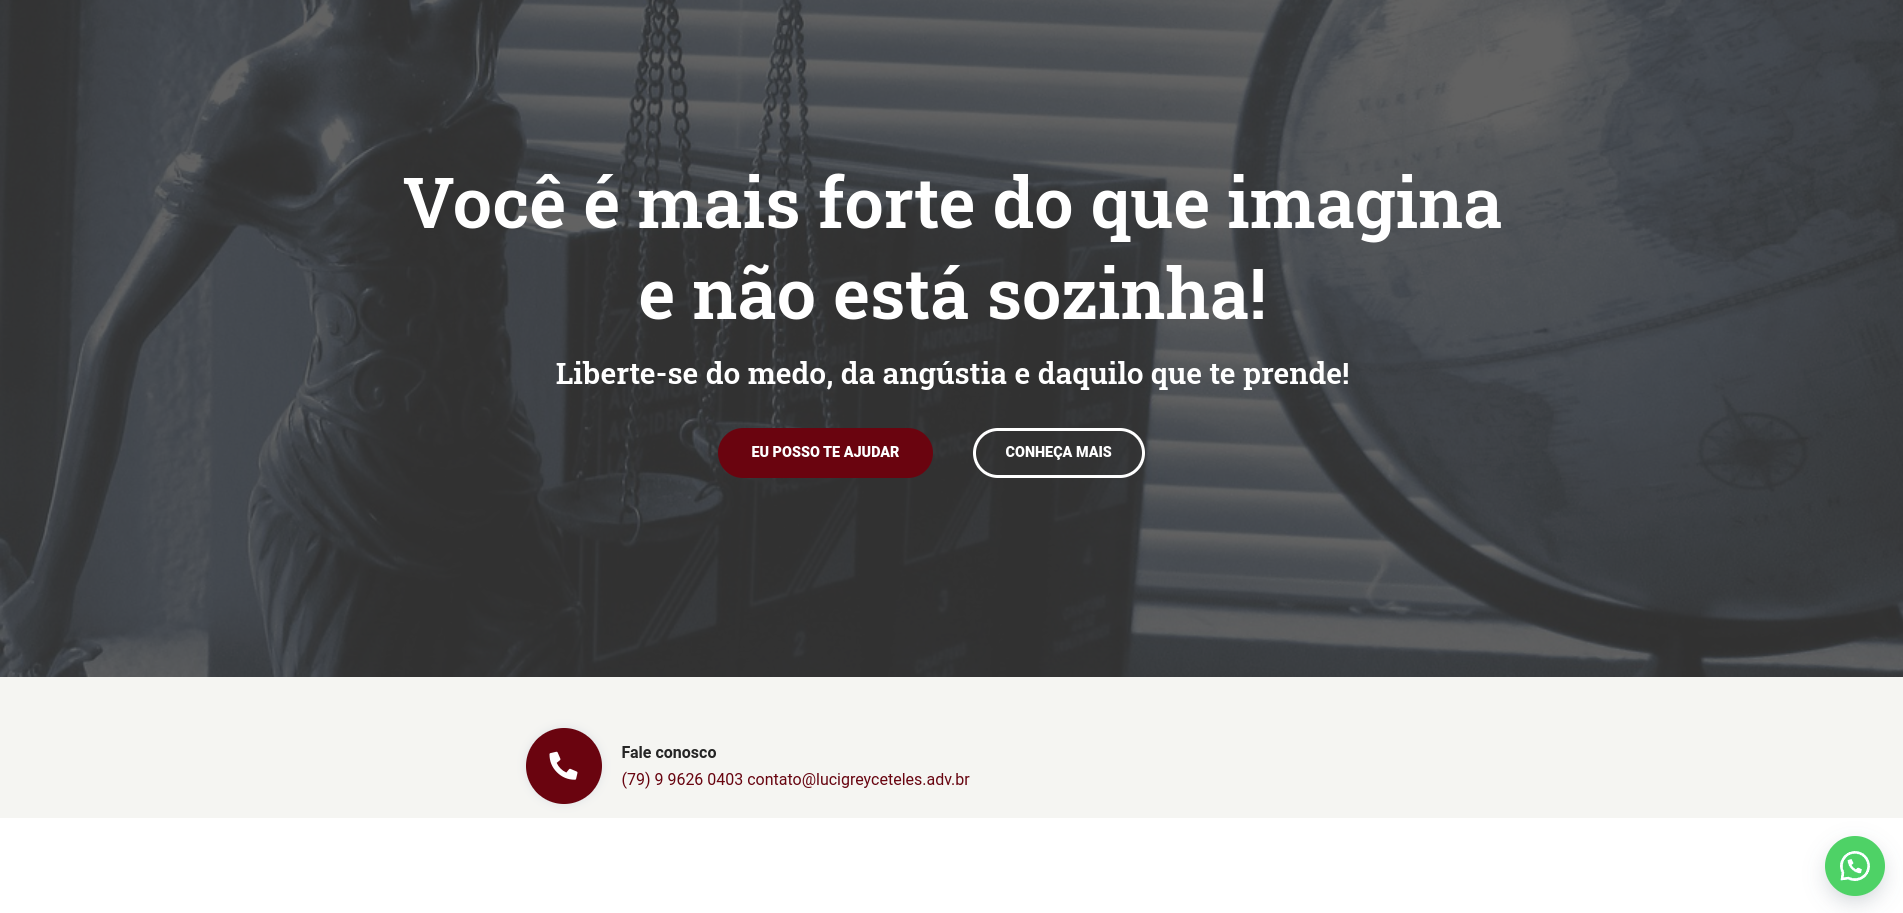 Você é mais forte do que imagina
e não está sozinha!
Liberte-se do medo, da angústia e daquilo que te prende!
EU POSSO TE AJUDAR
CONHEÇA MAIS
Fale conosco
(79) 9 9626 0403 contato@lucigreyceteles.adv.br